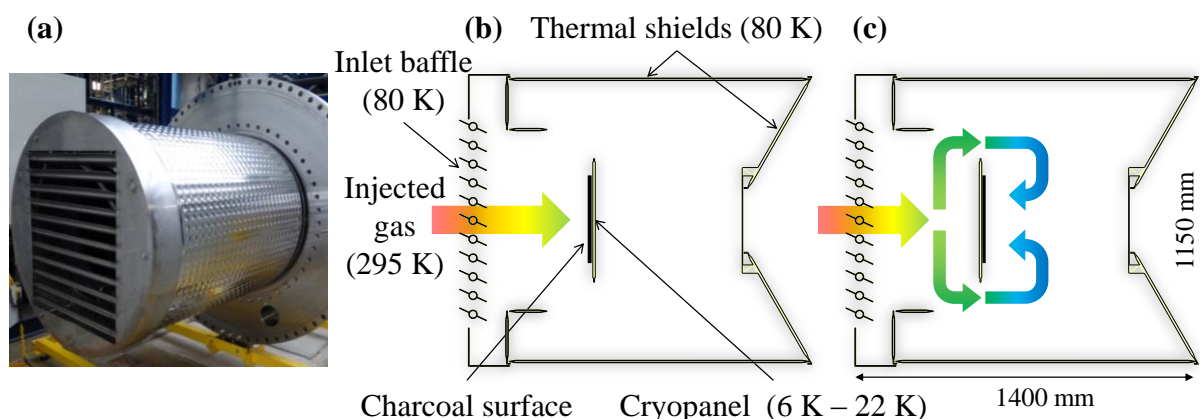 (a)
(b)
Thermal shields (80 K)
(c)
Inlet baffle
(80 K)
Injected
gas
(295 K)
1150 mm
1400 mm
Charcoal surface
Cryopanel (6 K – 22 K)